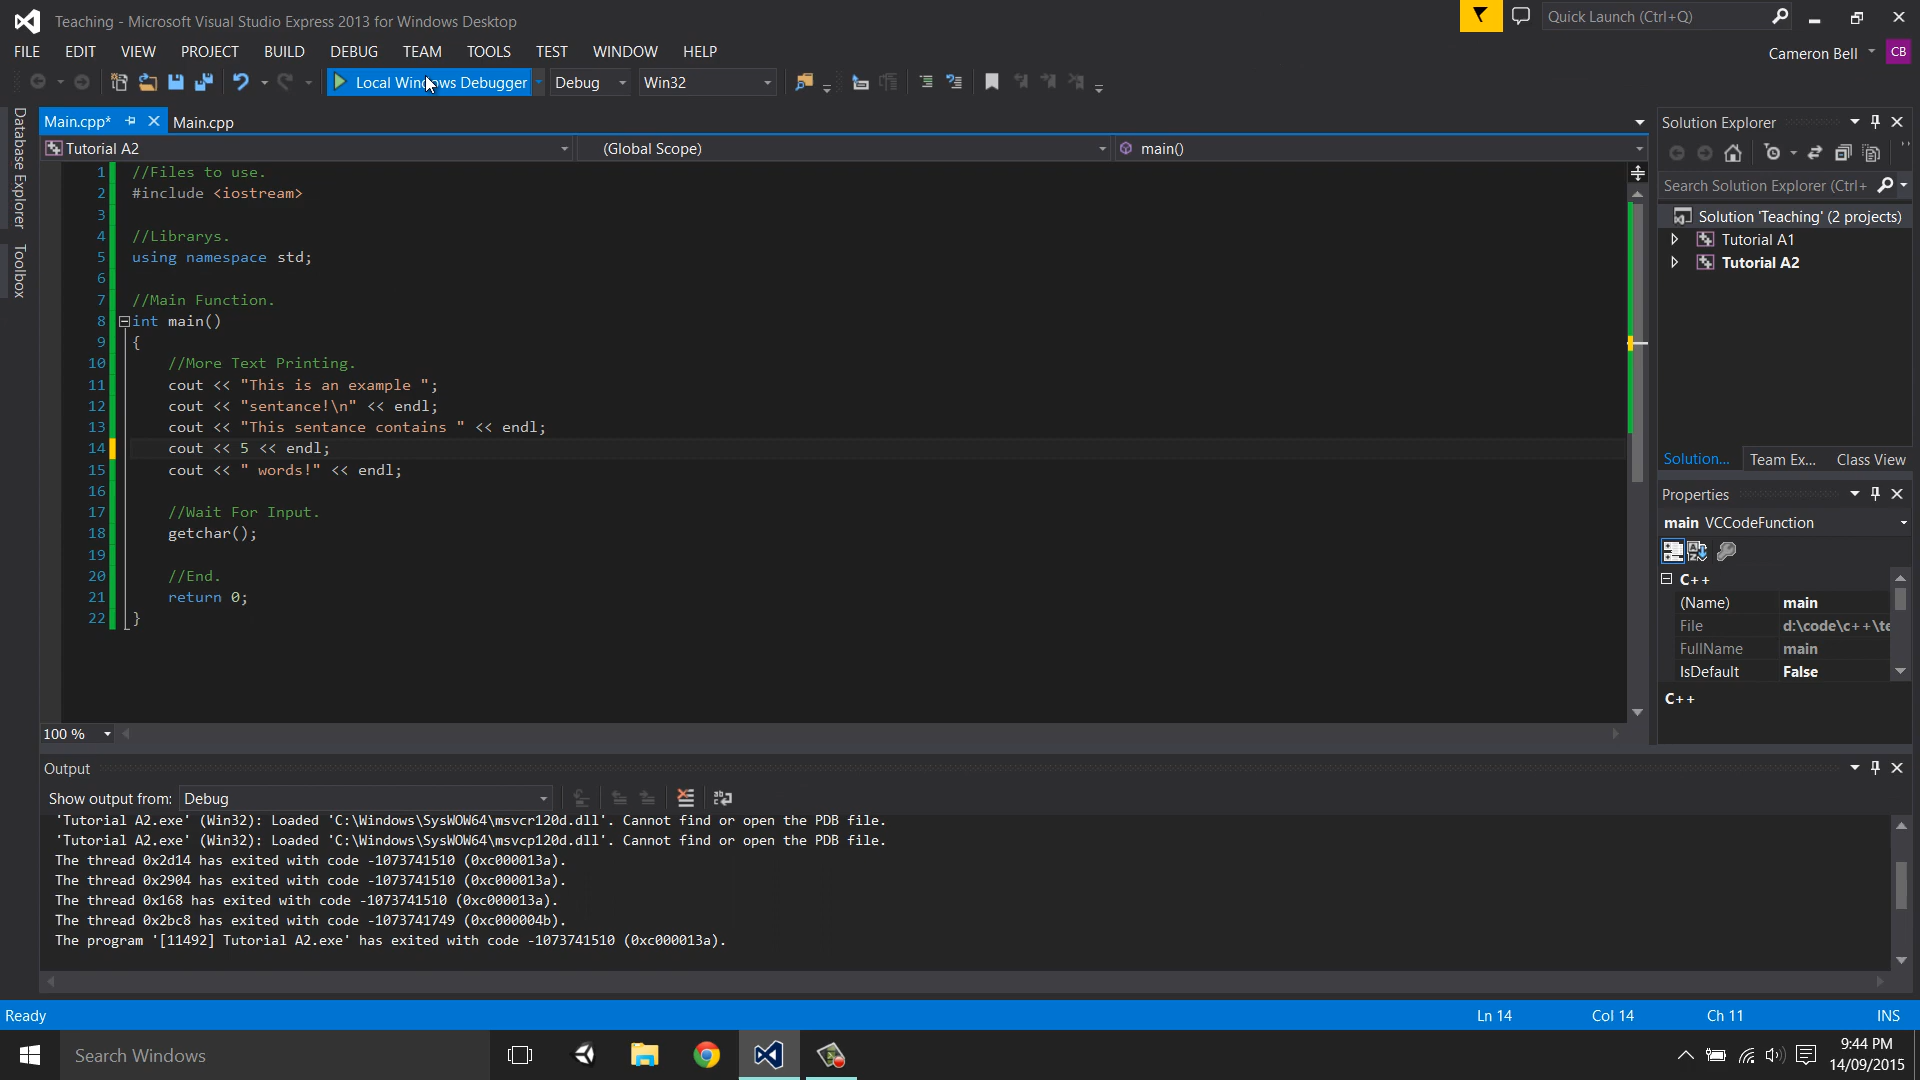 Teaching - Microsoft Visual Studio Express 2013 for Windows Desktop
Quick Launch (Ctrl+Q)
FILE EDIT VIEW PROJECT BUILD DEBUG TEAM TOOLS TEST WINDOW HELP
Cameron Bell CB
Local Windows Debugger Debug Win32
Database Explorer
Toolbox
Main.cpp* Main.cpp
Tutorial A2 (Global Scope) main()
1 //Files to use.
2 #include <iostream>
3
4 //Librarys.
5 using namespace std;
6
7 //Main Function.
8 int main()
9 {
10 //More Text Printing.
11 cout << "This is an example ";
12 cout << "sentance!\n" << endl;
13 cout << "This sentance contains " << endl;
14 cout << 5 << endl;
15 cout << " words!" << endl;
16
17 //Wait For Input.
18 getchar();
19
20 //End.
21 return 0;
22 }
100 %
Solution Explorer
Search Solution Explorer (Ctrl+
Solution 'Teaching' (2 projects)
Tutorial A1
Tutorial A2
Solution... Team Ex... Class View
Properties
main VCCodeFunction
C++
(Name) main
File d:\code\c++\te
FullName main
IsDefault False
C++
Output
Show output from: Debug
'Tutorial A2.exe' (Win32): Loaded 'C:\Windows\SysWOW64\msvcr120d.dll'. Cannot find or open the PDB file.
'Tutorial A2.exe' (Win32): Loaded 'C:\Windows\SysWOW64\msvcp120d.dll'. Cannot find or open the PDB file.
The thread 0x2d14 has exited with code -1073741510 (0xc000013a).
The thread 0x2904 has exited with code -1073741510 (0xc000013a).
The thread 0x168 has exited with code -1073741510 (0xc000013a).
The thread 0x2bc8 has exited with code -1073741749 (0xc000004b).
The program '[11492] Tutorial A2.exe' has exited with code -1073741510 (0xc000013a).
Ready Ln 14 Col 14 Ch 11 INS
Search Windows
9:44 PM
14/09/2015